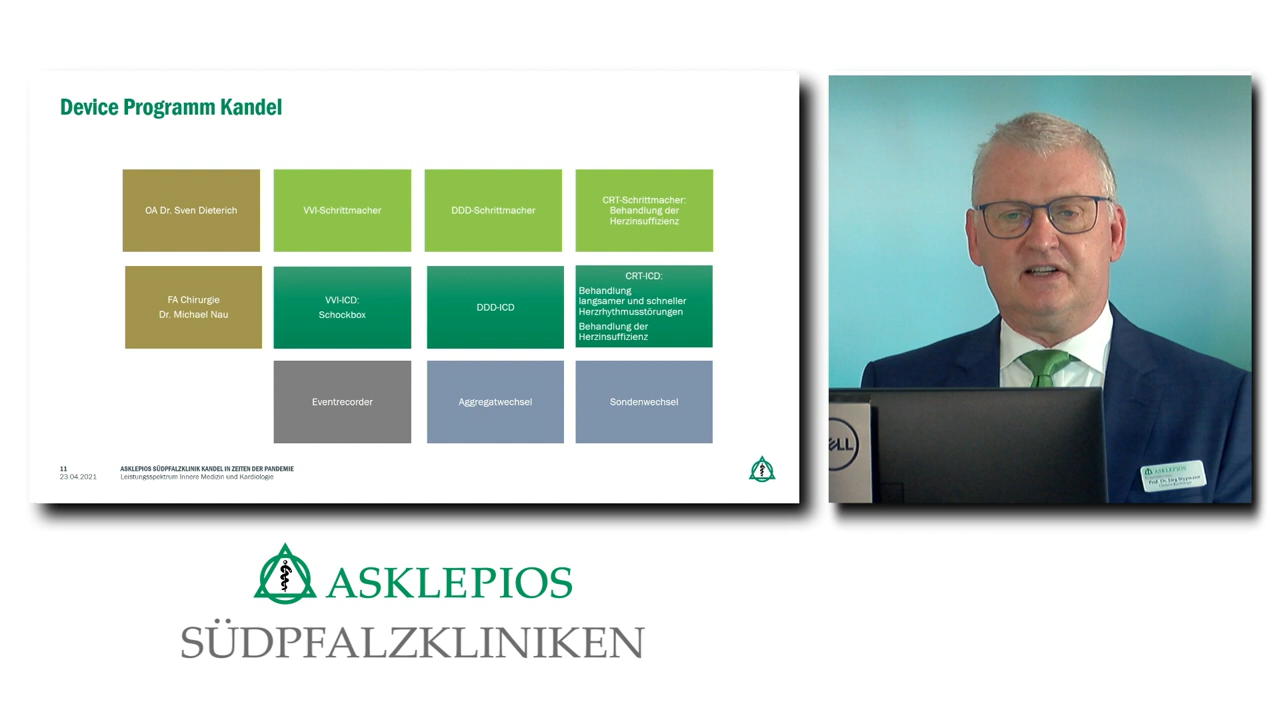 Device Programm Kandel
OA Dr. Sven Dieterich
VVI-Schrittmacher
DDD-Schrittmacher
CRT-Schrittmacher:
Behandlung der
Herzinsuffizienz
FA Chirurgie
Dr. Michael Nau
VVI-ICD:
Schockbox
DDD-ICD
CRT-ICD:
Behandlung
langsamer und schneller
Herzrhythmusstörungen
Behandlung der
Herzinsuffizienz
Eventrecorder
Aggregatwechsel
Sondenwechsel
11
23.04.2021
ASKLEPIOS SÜDPFALZKLINIK KANDEL IN ZEITEN DER PANDEMIE
Leistungsspektrum Innere Medizin und Kardiologie
DELL
ASKLEPIOS
Prof. Dr. Jörg
ASKLEPIOS
SÜDPFALZKLINIKEN